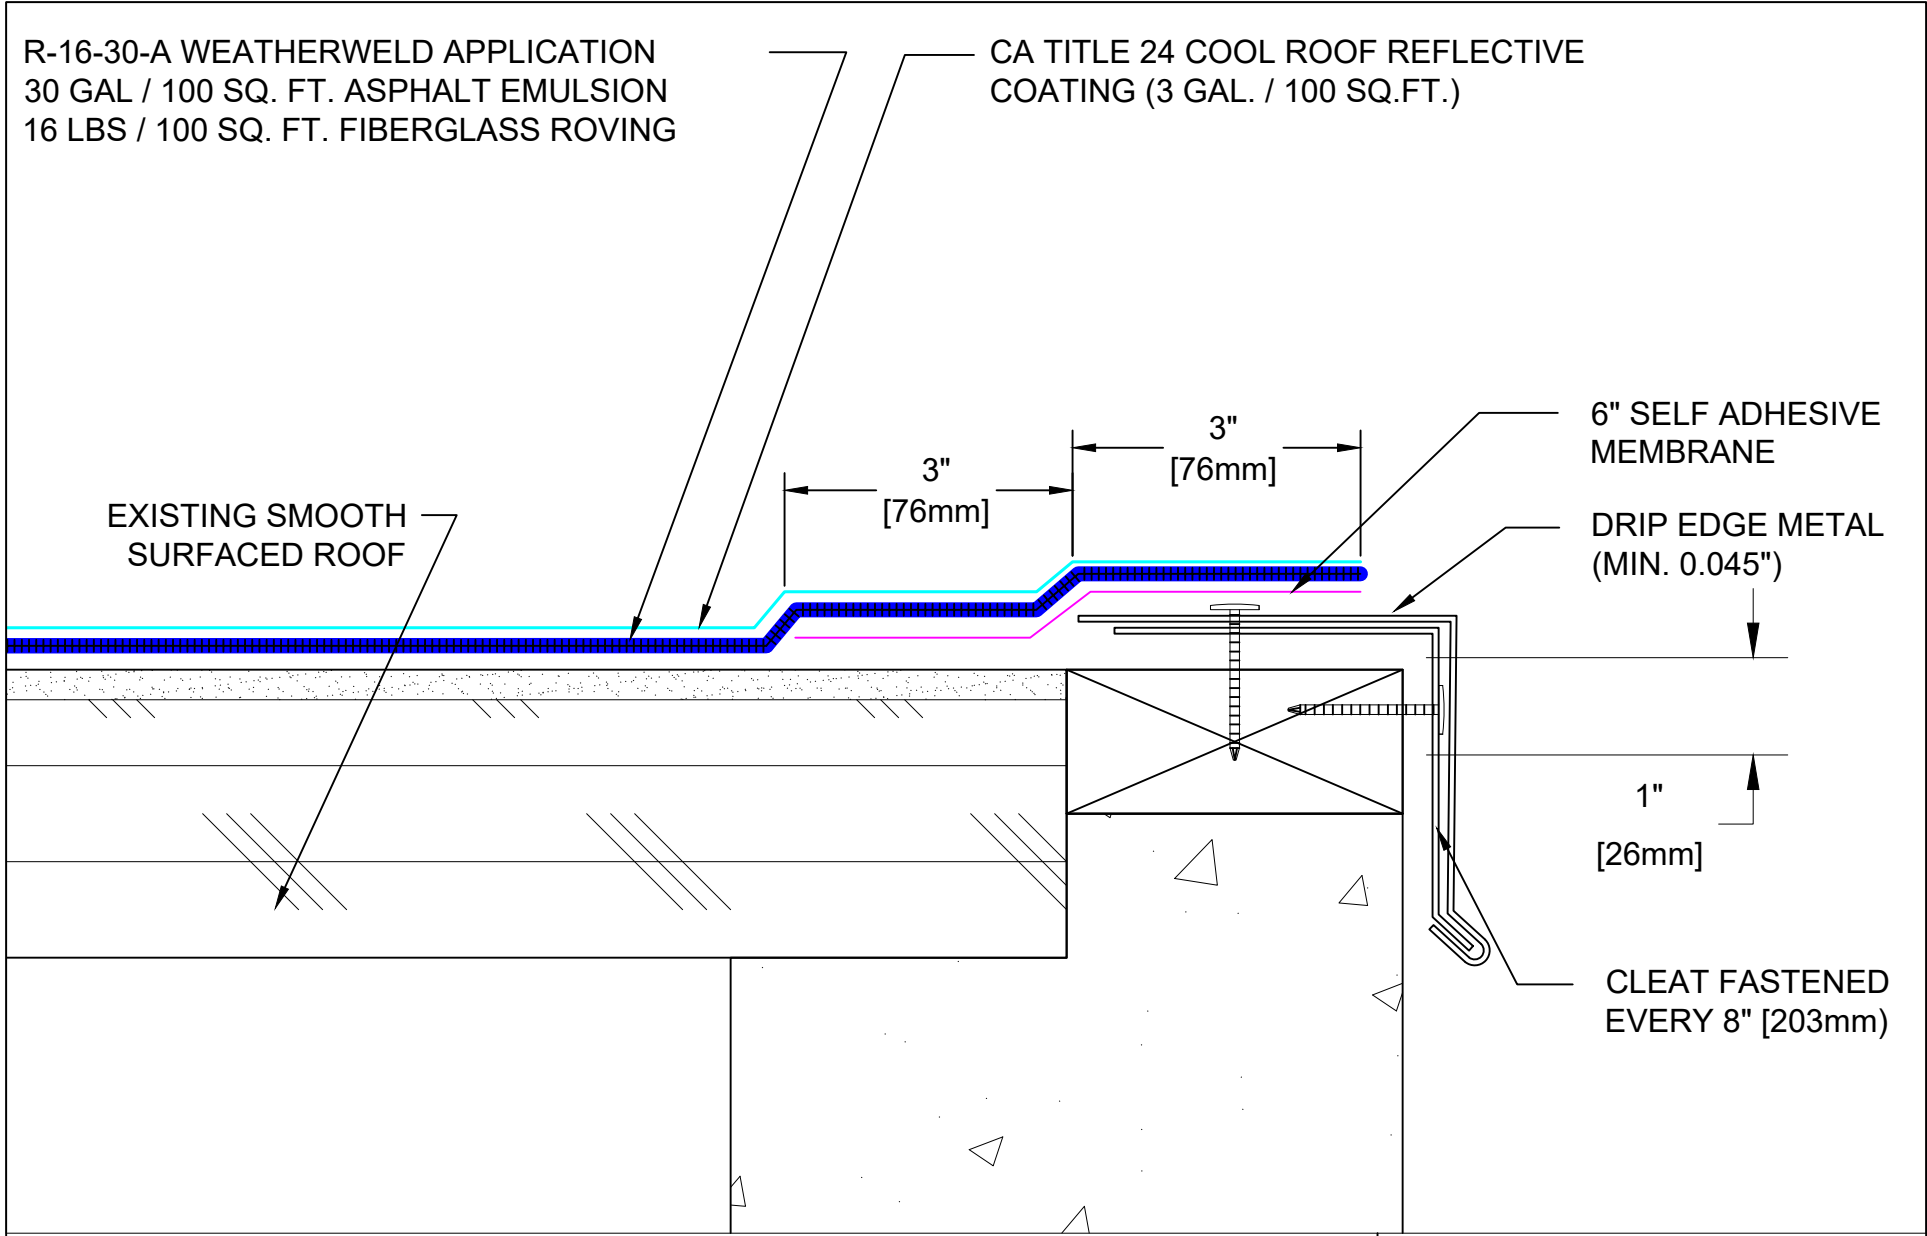 R-16-30-A WEATHERWELD APPLICATION
30 GAL / 100 SQ. FT. ASPHALT EMULSION
16 LBS / 100 SQ. FT. FIBERGLASS ROVING
CA TITLE 24 COOL ROOF REFLECTIVE
COATING (3 GAL. / 100 SQ.FT.)
3"
[76mm]
3"
[76mm]
6" SELF ADHESIVE
MEMBRANE
EXISTING SMOOTH
SURFACED ROOF
DRIP EDGE METAL
(MIN. 0.045")
1"
[26mm]
CLEAT FASTENED
EVERY 8" [203mm)